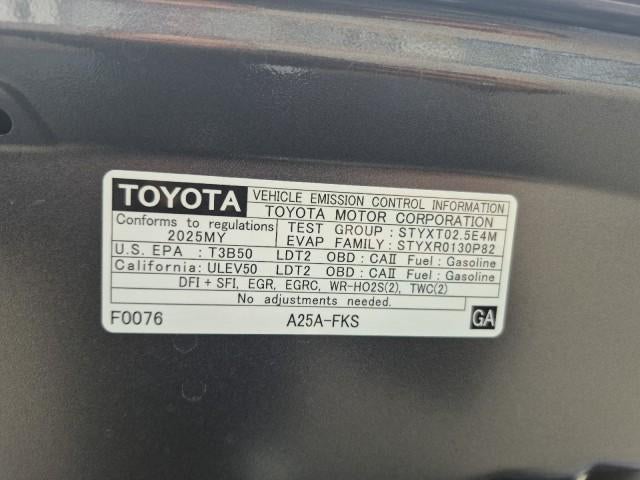 TOYOTA VEHICLE EMISSION CONTROL INFORMATION
TOYOTA MOTOR CORPORATION
Conforms to regulations
2025MY
TEST GROUP : STYXT02.5E4M
EVAP FAMILY : STYXR0130P82
U.S. EPA : T3B50 LDT2 OBD : CAII Fuel : Gasoline
California: ULEV50 LDT2 OBD : CAII Fuel : Gasoline
DFI + SFI, EGR, EGRC, WR-HO2S(2), TWC(2)
No adjustments needed.
F0076 A25A-FKS GA